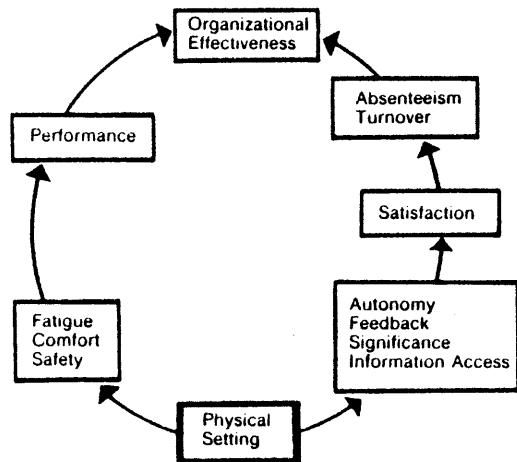 Organizational
Effectiveness
Absenteeism
Turnover
Performance
Satisfaction
Autonomy
Feedback
Significance
Information Access
Fatigue
Comfort
Safety
Physical
Setting